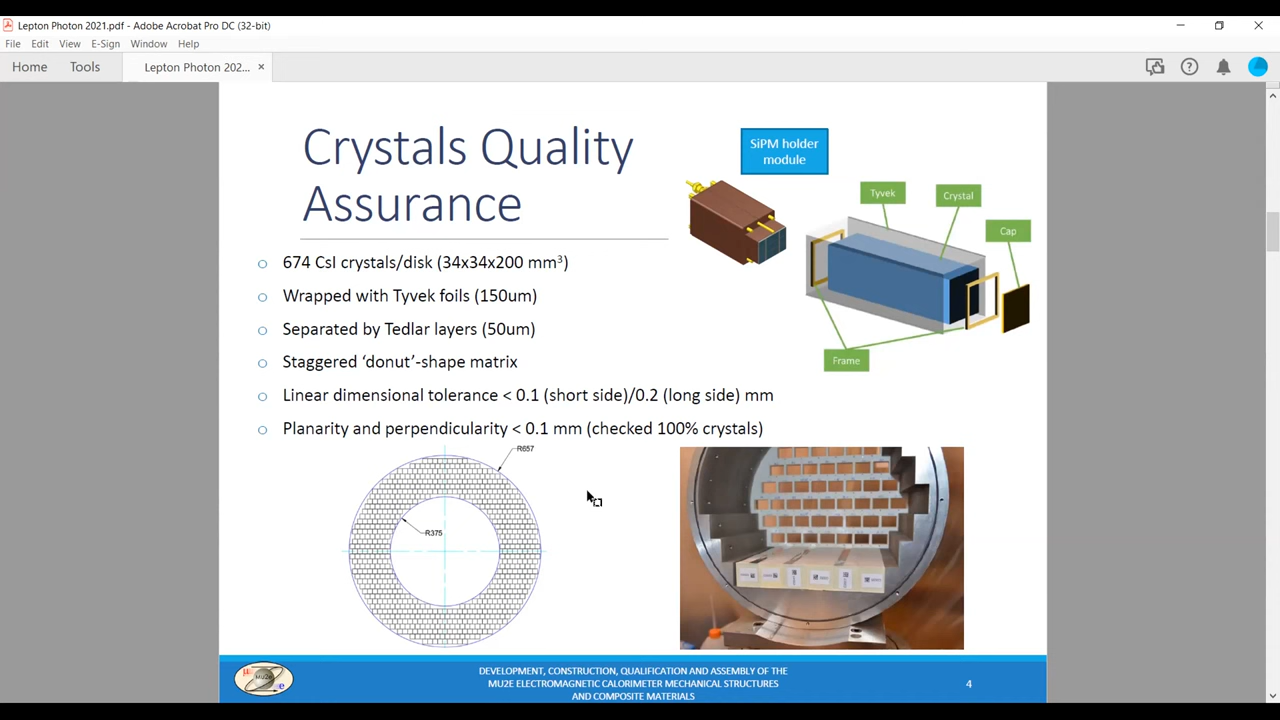 Lepton Photon 2021.pdf - Adobe Acrobat Pro DC (32-bit)
File Edit View E-Sign Window Help
Home Tools Lepton Photon 202... ×
Crystals Quality
Assurance
SiPM holder
module
Tyvek
Crystal
Cap
Frame
674 CsI crystals/disk (34x34x200 mm³)
Wrapped with Tyvek foils (150um)
Separated by Tedlar layers (50um)
Staggered ‘donut’-shape matrix
Linear dimensional tolerance < 0.1 (short side)/0.2 (long side) mm
Planarity and perpendicularity < 0.1 mm (checked 100% crystals)
R657
R375
Mu2e
μ
e
DEVELOPMENT, CONSTRUCTION, QUALIFICATION AND ASSEMBLY OF THE
MU2E ELECTROMAGNETIC CALORIMETER MECHANICAL STRUCTURES
AND COMPOSITE MATERIALS
4